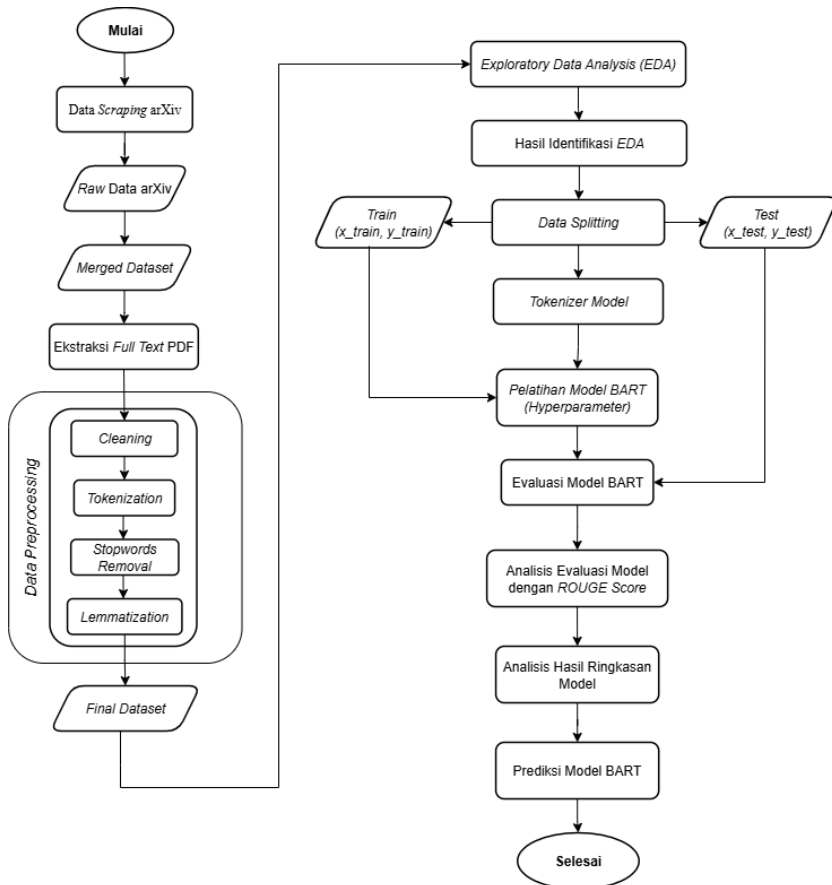 Mulai
Data Scraping arXiv
Raw Data arXiv
Merged Dataset
Ekstraksi Full Text PDF
Data Preprocessing
Cleaning
Tokenization
Stopwords
Removal
Lemmatization
Final Dataset
Exploratory Data Analysis (EDA)
Hasil Identifikasi EDA
Train
(x_train, y_train)
Data Splitting
Test
(x_test, y_test)
Tokenizer Model
Pelatihan Model BART
(Hyperparameter)
Evaluasi Model BART
Analisis Evaluasi Model
dengan ROUGE Score
Analisis Hasil Ringkasan
Model
Prediksi Model BART
Selesai